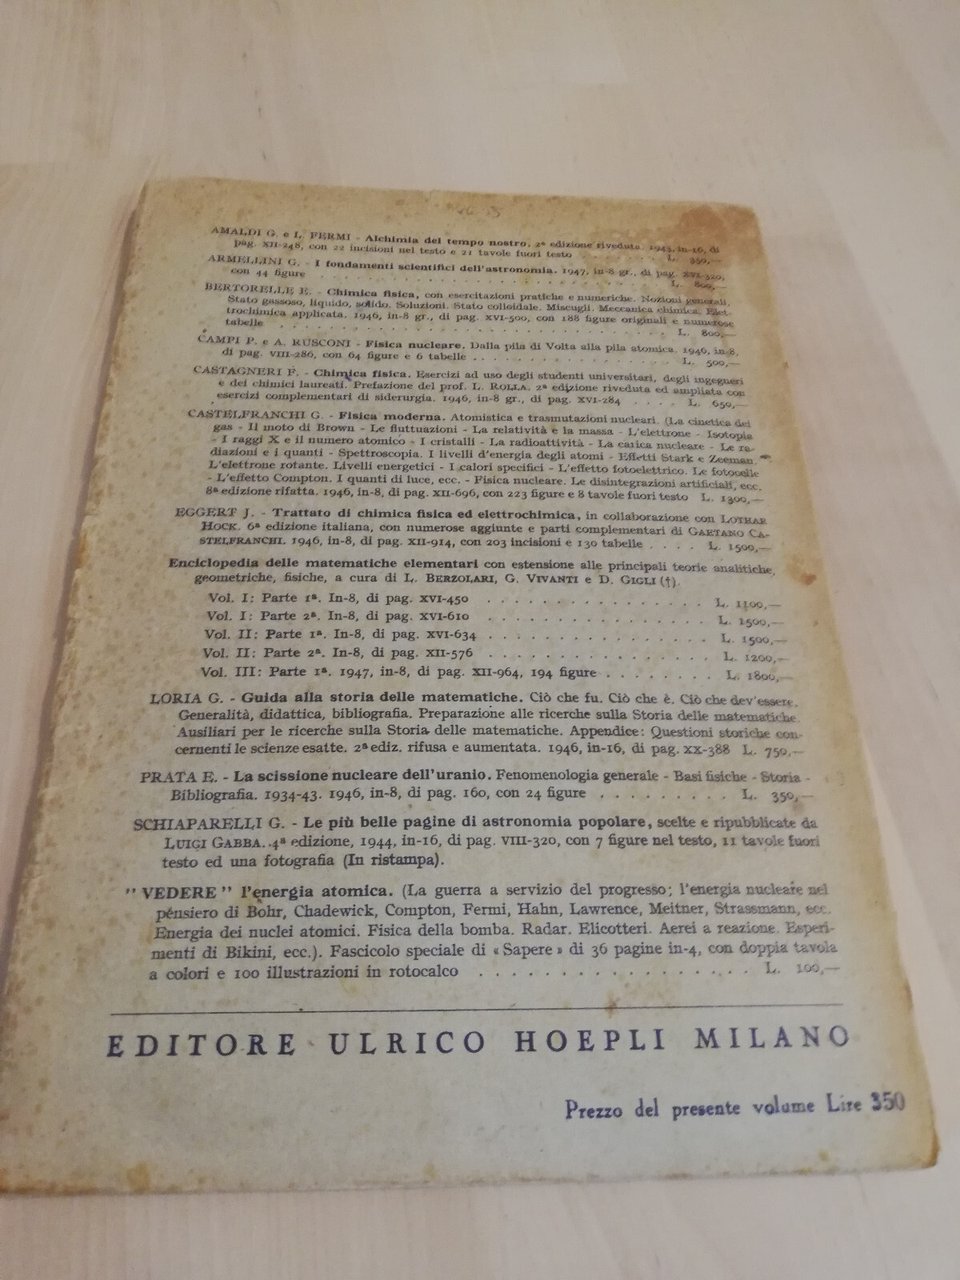 AMALDI G. e L. FERMI - Alchimia del tempo nostro. 2ª edizione riveduta. 1943, in-16, di
pag. XII-248, con 22 incisioni nel testo e 21 tavole fuori testo . . . . . . . L. 350,—
ARMELLINI G. - I fondamenti scientifici dell'astronomia. 1947, in-8 gr., di pag. XVI-320,
con 44 figure . . . . . . . . . . . . . . . . . . . . . . . . . . . L. 800,—
BERTORELLE E. - Chimica fisica, con esercitazioni pratiche e numeriche. Nozioni generali.
Stato gassoso, liquido, solido. Soluzioni. Stato colloidale. Miscugli. Meccanica chimica. Elet-
trochimica applicata. 1946, in-8 gr., di pag. XVI-500, con 188 figure originali e numerose
tabelle . . . . . . . . . . . . . . . . . . . . . . . . . . . . . . L. 800,—
CAMPI P. e A. RUSCONI - Fisica nucleare. Dalla pila di Volta alla pila atomica. 1946, in-8,
di pag. VIII-286, con 64 figure e 6 tabelle . . . . . . . . . . . . . . . L. 500,—
CASTAGNERI F. - Chimica fisica. Esercizi ad uso degli studenti universitari, degli ingegneri
e dei chimici laureati. Prefazione del prof. L. ROLLA. 2ª edizione riveduta ed ampliata con
esercizi complementari di siderurgia. 1946, in-8 gr., di pag. XVI-284 . . . . L. 650,—
CASTELFRANCHI G. - Fisica moderna. Atomistica e trasmutazioni nucleari. (La cinetica dei
gas - Il moto di Brown - Le fluttuazioni - La relatività e la massa - L'elettrone - Isotopia
- I raggi X e il numero atomico - I cristalli - La radioattività - La carica nucleare - Le ra-
diazioni e i quanti - Spettroscopia. I livelli d'energia degli atomi - Effetti Stark e Zeeman.
L'elettrone rotante. Livelli energetici - I calori specifici - L'effetto fotoelettrico. Le fotocelle
- L'effetto Compton. I quanti di luce, ecc. - Fisica nucleare. Le disintegrazioni artificiali, ecc.
8ª edizione rifatta. 1946, in-8, di pag. XII-696, con 223 figure e 8 tavole fuori testo L. 1300,—
EGGERT J. - Trattato di chimica fisica ed elettrochimica, in collaborazione con LOTHAR
HOCK. 6ª edizione italiana, con numerose aggiunte e parti complementari di GAETANO CA-
STELFRANCHI. 1946, in-8, di pag. XII-914, con 203 incisioni e 130 tabelle . . . . L. 1500,—
Enciclopedia delle matematiche elementari con estensione alle principali teorie analitiche,
geometriche, fisiche, a cura di L. BERZOLARI, G. VIVANTI e D. GIGLI (†).
Vol. I: Parte 1ª. In-8, di pag. XVI-450 . . . . . . . . . . . . . . . L. 1100,—
Vol. I: Parte 2ª. In-8, di pag. XVI-610 . . . . . . . . . . . . . . . L. 1500,—
Vol. II: Parte 1ª. In-8, di pag. XVI-634 . . . . . . . . . . . . . . . L. 1500,—
Vol. II: Parte 2ª. In-8, di pag. XII-576 . . . . . . . . . . . . . . . L. 1200,—
Vol. III: Parte 1ª. 1947, in-8, di pag. XII-964, 194 figure . . . . . . . . L. 1800,—
LORIA G. - Guida alla storia delle matematiche. Ciò che fu. Ciò che è. Ciò che dev'essere.
Generalità, didattica, bibliografia. Preparazione alle ricerche sulla Storia delle matematiche.
Ausiliari per le ricerche sulla Storia delle matematiche. Appendice: Questioni storiche con-
cernenti le scienze esatte. 2ª ediz. rifusa e aumentata. 1946, in-16, di pag. XX-388 L. 750,—
PRATA E. - La scissione nucleare dell'uranio. Fenomenologia generale - Basi fisiche - Storia -
Bibliografia. 1934-43. 1946, in-8, di pag. 160, con 24 figure . . . . . . . . . L. 350,—
SCHIAPARELLI G. - Le più belle pagine di astronomia popolare, scelte e ripubblicate da
LUIGI GABBA. 4ª edizione, 1944, in-16, di pag. VIII-320, con 7 figure nel testo, 11 tavole fuori
testo ed una fotografia (In ristampa).
" VEDERE " l'energia atomica. (La guerra a servizio del progresso; l'energia nucleare nel
pensiero di Bohr, Chadewick, Compton, Fermi, Hahn, Lawrence, Meitner, Strassmann, ecc.
Energia dei nuclei atomici. Fisica della bomba. Radar. Elicotteri. Aerei a reazione. Esperi-
menti di Bikini, ecc.). Fascicolo speciale di « Sapere » di 36 pagine in-4, con doppia tavola
a colori e 100 illustrazioni in rotocalco . . . . . . . . . . . . . . . . L. 100,—
EDITORE ULRICO HOEPLI MILANO
Prezzo del presente volume Lire 350